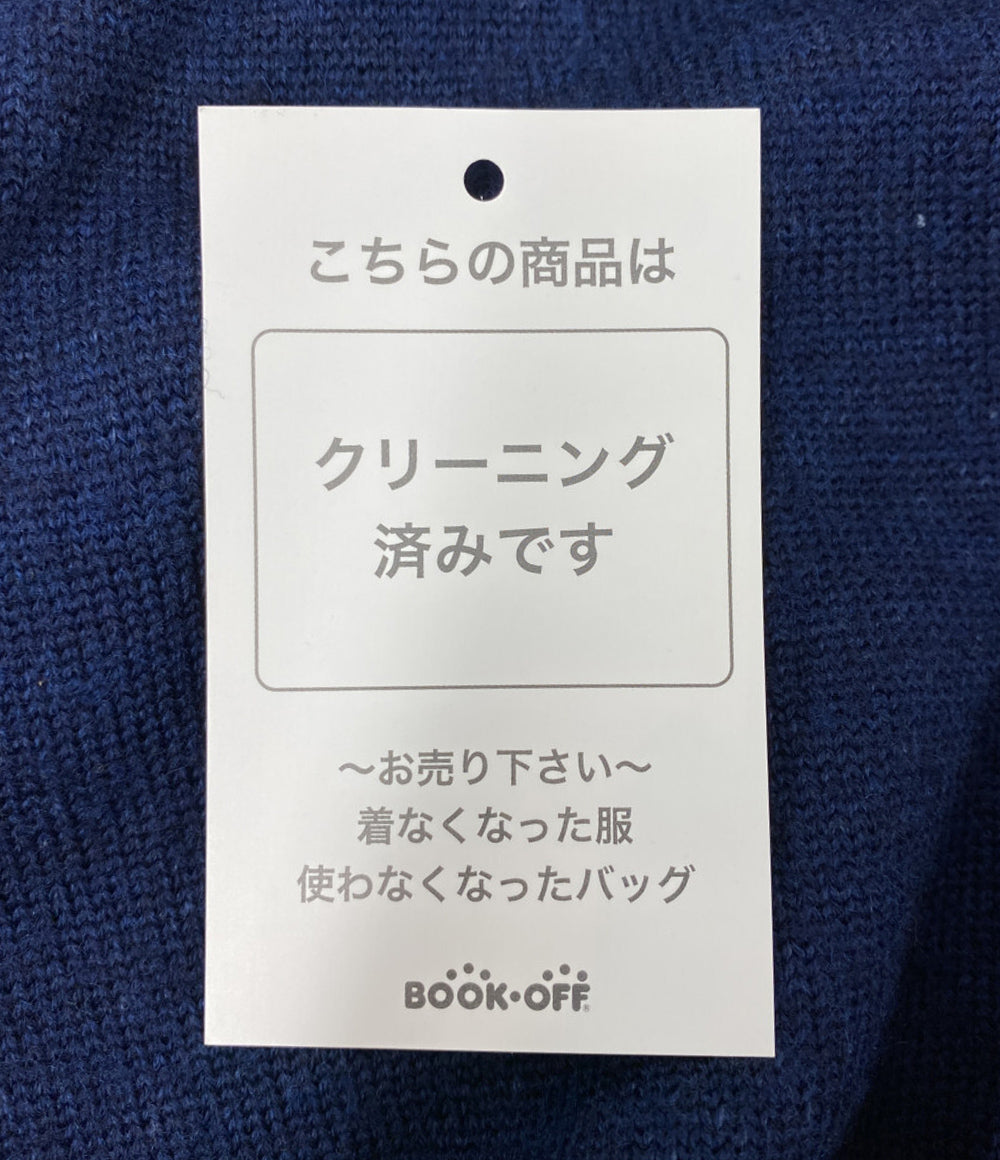 こちらの商品は
クリーニング
済みです
～お売り下さい～
着なくなった服
使わなくなったバッグ
BOOK•OFF®